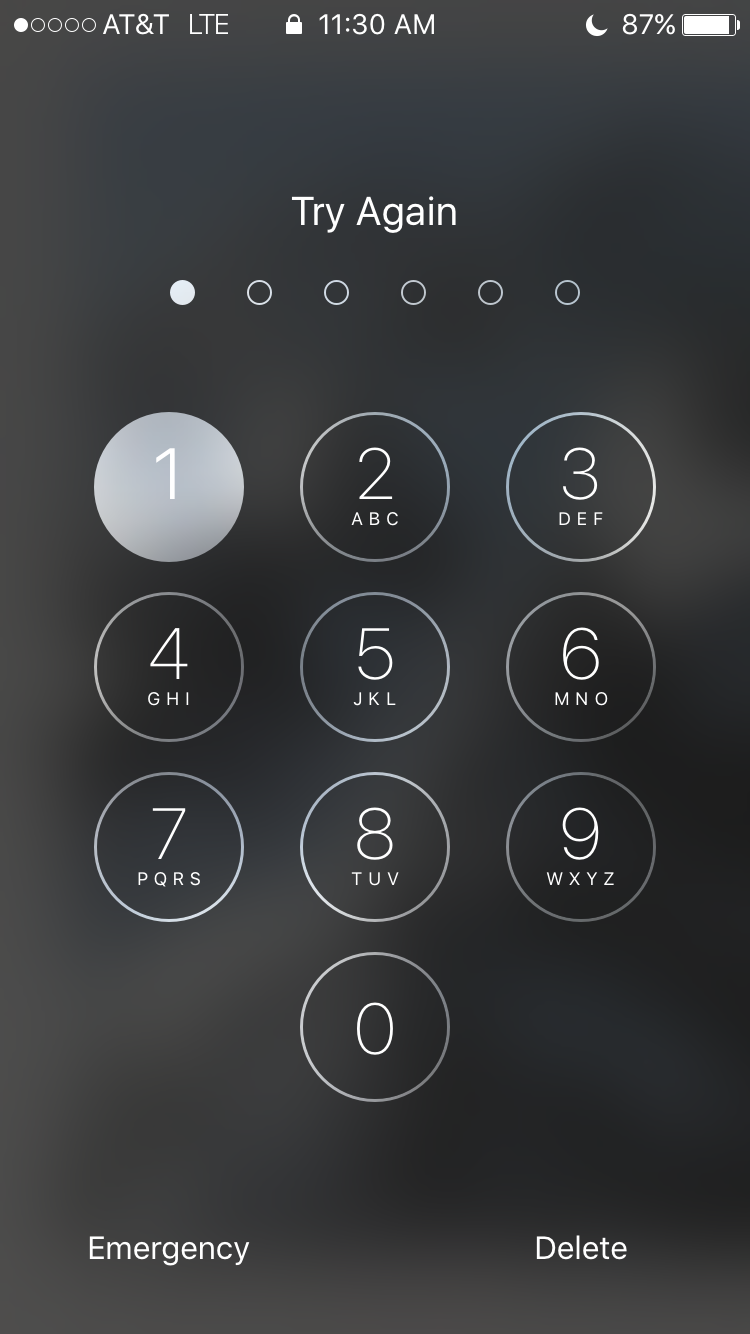 AT&T LTE 11:30 AM 87%
Try Again
1 2 3
ABC DEF
4 5 6
GHI JKL MNO
7 8 9
PQRS TUV WXYZ
0
Emergency Delete